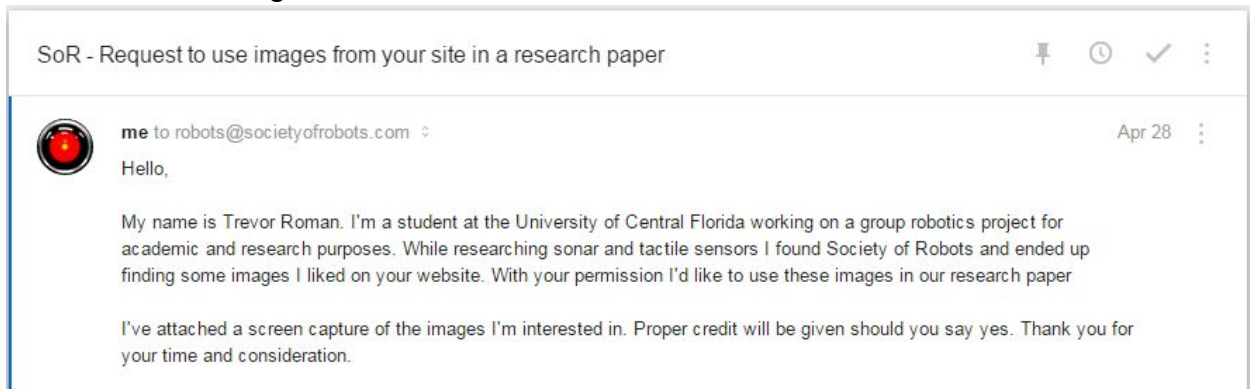 SoR - Request to use images from your site in a research paper
me to robots@societyofrobots.com
Apr 28
Hello,
My name is Trevor Roman. I'm a student at the University of Central Florida working on a group robotics project for
academic and research purposes. While researching sonar and tactile sensors I found Society of Robots and ended up
finding some images I liked on your website. With your permission I'd like to use these images in our research paper
I've attached a screen capture of the images I'm interested in. Proper credit will be given should you say yes. Thank you for
your time and consideration.